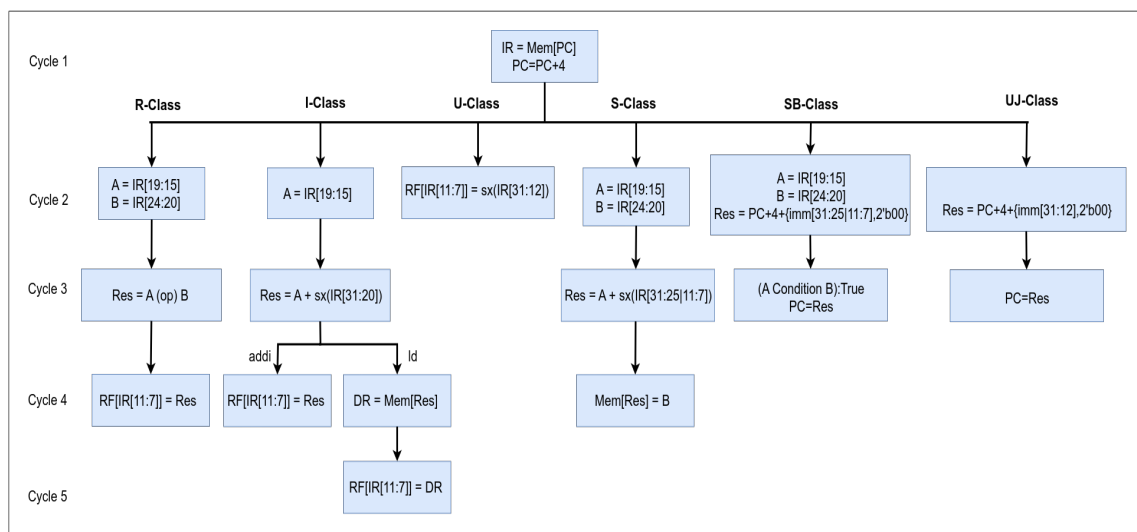 Cycle 1
IR = Mem[PC]
PC=PC+4
R-Class
I-Class
U-Class
S-Class
SB-Class
UJ-Class
Cycle 2
A = IR[19:15]
B = IR[24:20]
A = IR[19:15]
RF[IR[11:7]] = sx(IR[31:12])
A = IR[19:15]
B = IR[24:20]
A = IR[19:15]
B = IR[24:20]
Res = PC+4+{imm[31:25|11:7],2'b00}
Res = PC+4+{imm[31:12],2'b00}
Cycle 3
Res = A (op) B
Res = A + sx(IR[31:20])
Res = A + sx(IR[31:25|11:7])
(A Condition B):True
PC=Res
PC=Res
addi
ld
Cycle 4
RF[IR[11:7]] = Res
RF[IR[11:7]] = Res
DR = Mem[Res]
Mem[Res] = B
Cycle 5
RF[IR[11:7]] = DR